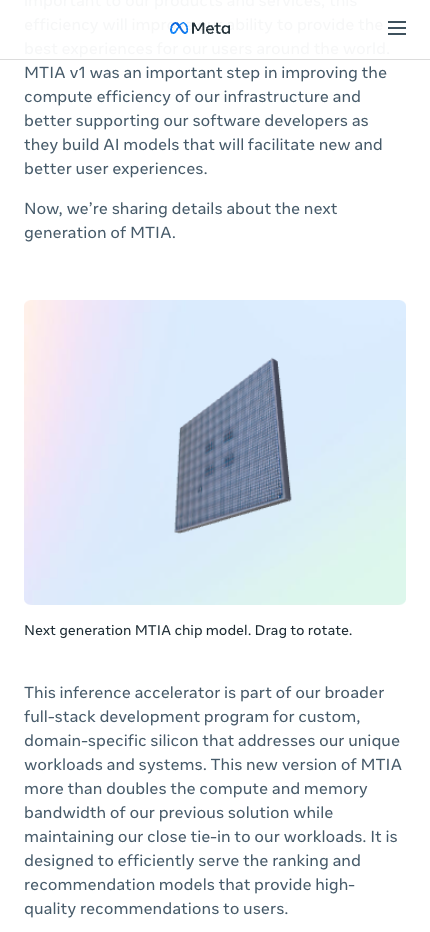 important to our products and services, this
efficiency will improve our ability to provide the
best experiences for our users around the world.
Meta
MTIA v1 was an important step in improving the
compute efficiency of our infrastructure and
better supporting our software developers as
they build AI models that will facilitate new and
better user experiences.
Now, we’re sharing details about the next
generation of MTIA.
Next generation MTIA chip model. Drag to rotate.
This inference accelerator is part of our broader
full-stack development program for custom,
domain-specific silicon that addresses our unique
workloads and systems. This new version of MTIA
more than doubles the compute and memory
bandwidth of our previous solution while
maintaining our close tie-in to our workloads. It is
designed to efficiently serve the ranking and
recommendation models that provide high-
quality recommendations to users.